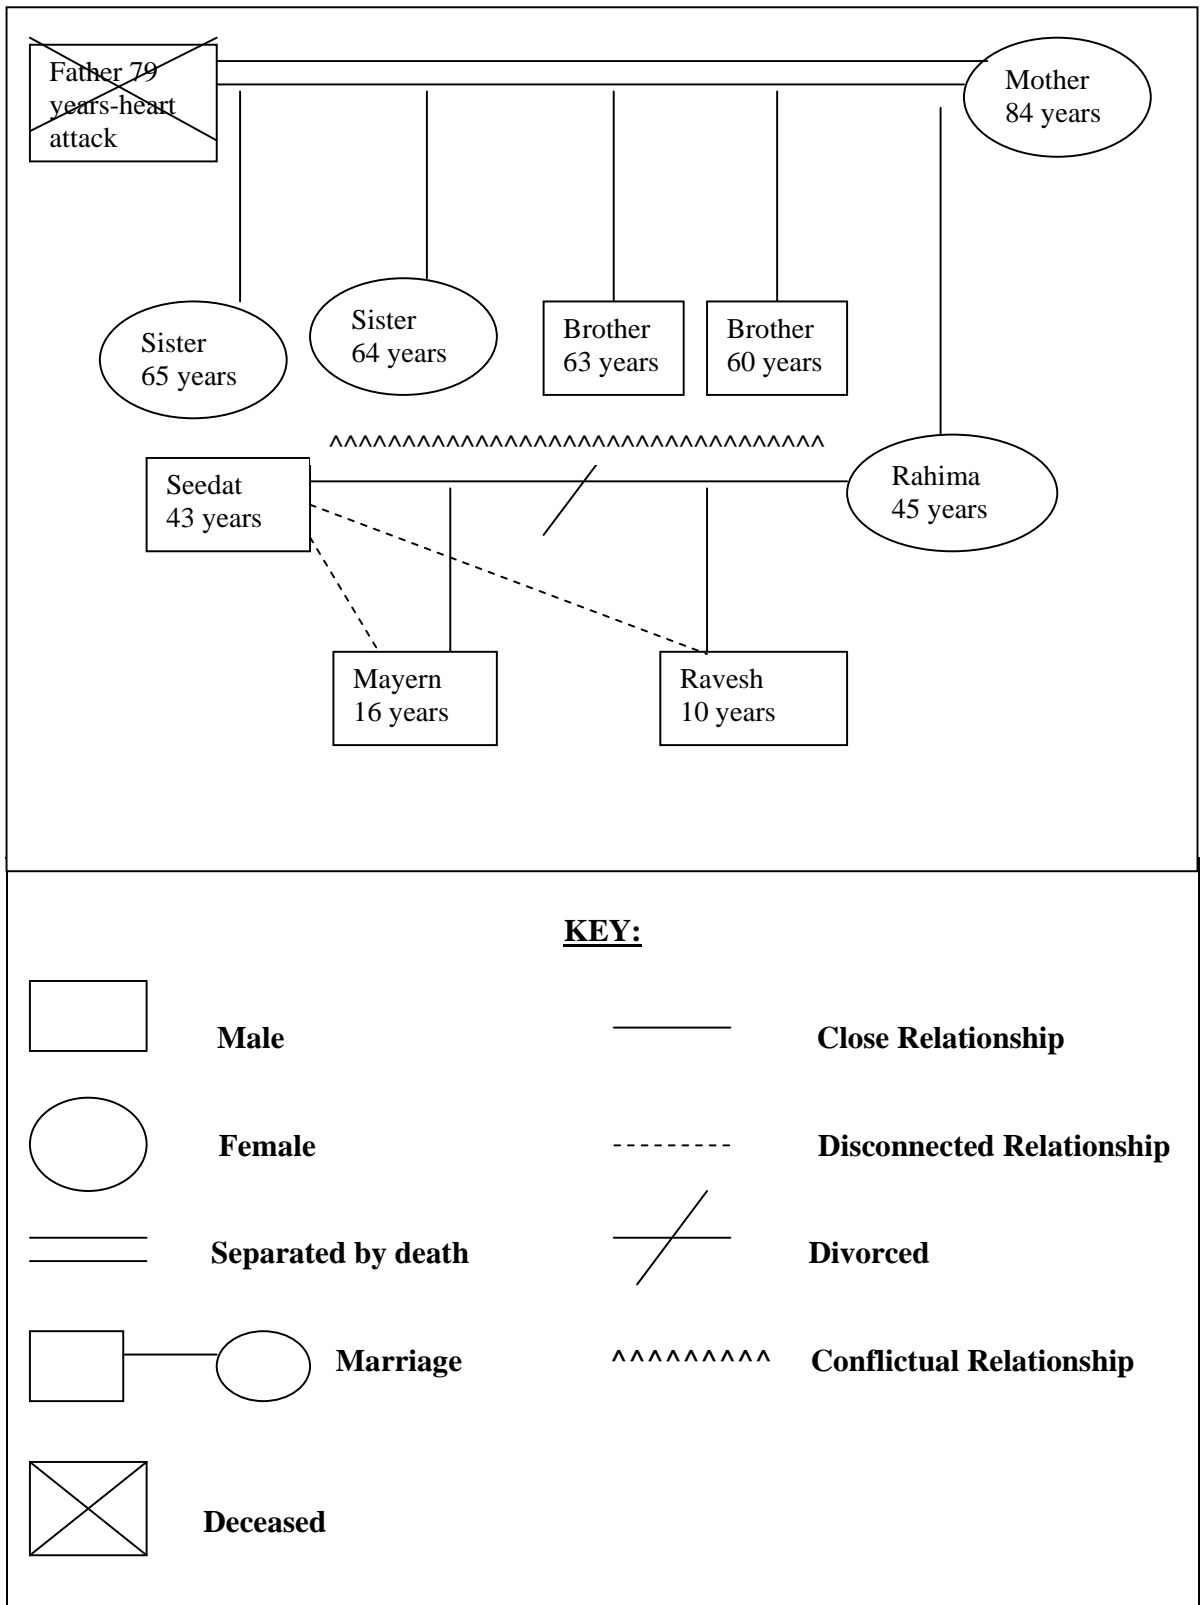 Father 79
years-heart
attack
Mother
84 years
Sister
65 years
Sister
64 years
Brother
63 years
Brother
60 years
^^^^^^^^^^^^^^^^^^^^^^^^^^^^^^^^^^
Seedat
43 years
Rahima
45 years
Mayern
16 years
Ravesh
10 years
KEY:
Male
Close Relationship
Female
Disconnected Relationship
Separated by death
Divorced
Marriage
^^^^^^^^^
Conflictual Relationship
Deceased